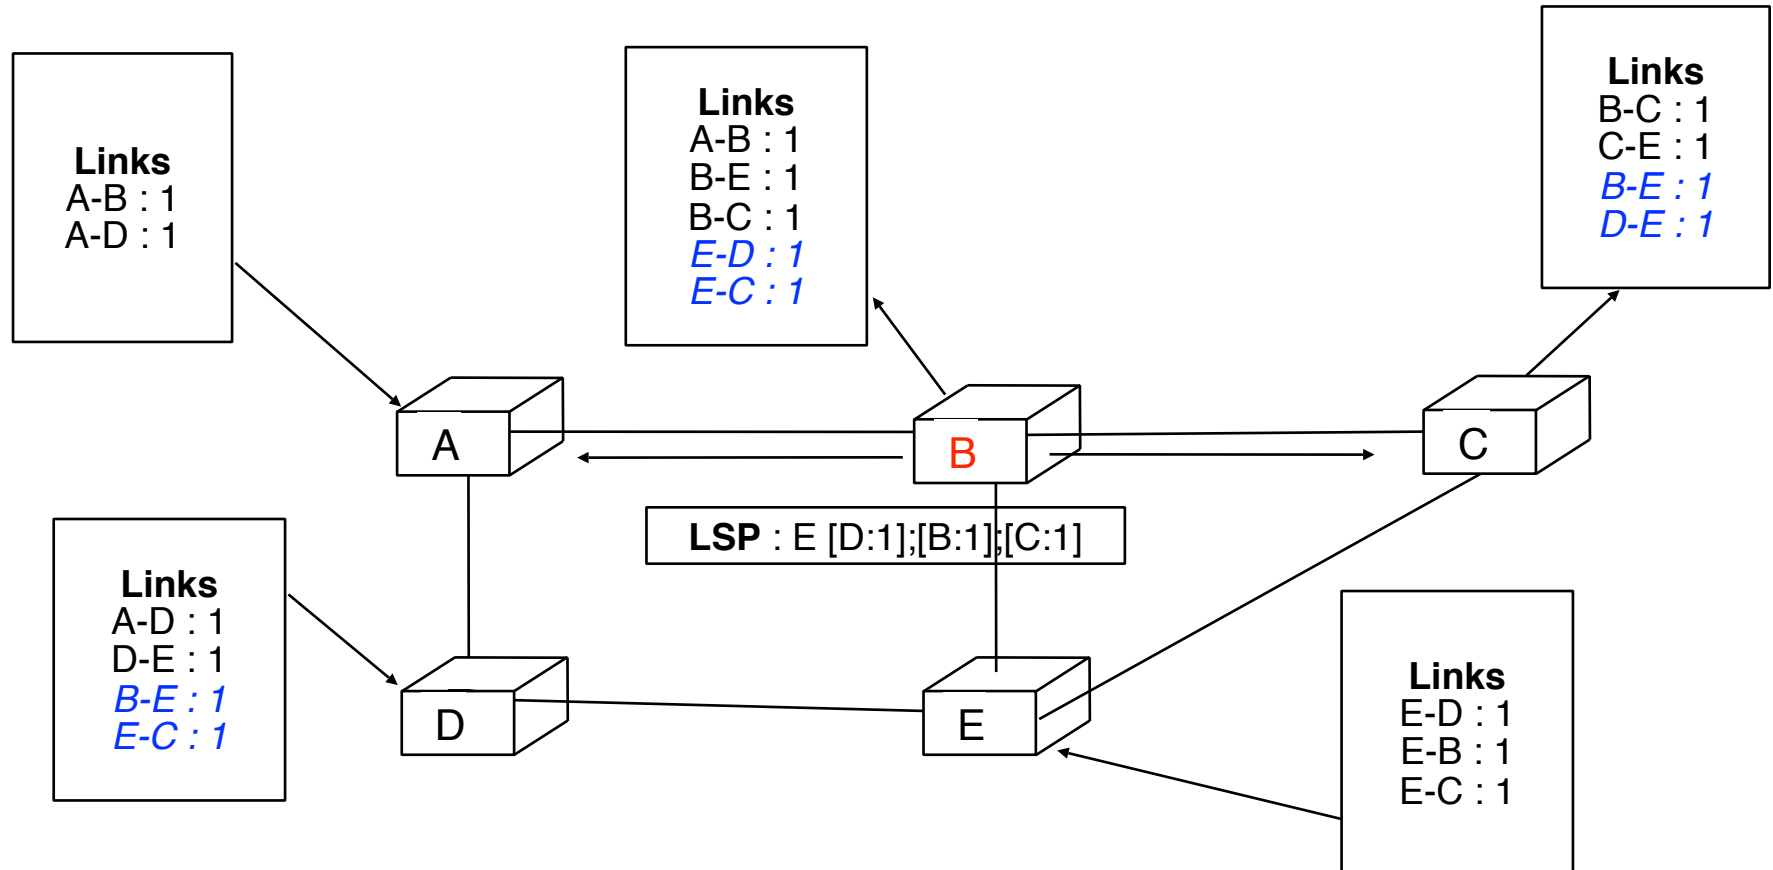 Links
A-B : 1
A-D : 1
Links
A-B : 1
B-E : 1
B-C : 1
E-D : 1
E-C : 1
Links
B-C : 1
C-E : 1
B-E : 1
D-E : 1
A
B
C
LSP : E [D:1];[B:1];[C:1]
Links
A-D : 1
D-E : 1
B-E : 1
E-C : 1
D
E
Links
E-D : 1
E-B : 1
E-C : 1